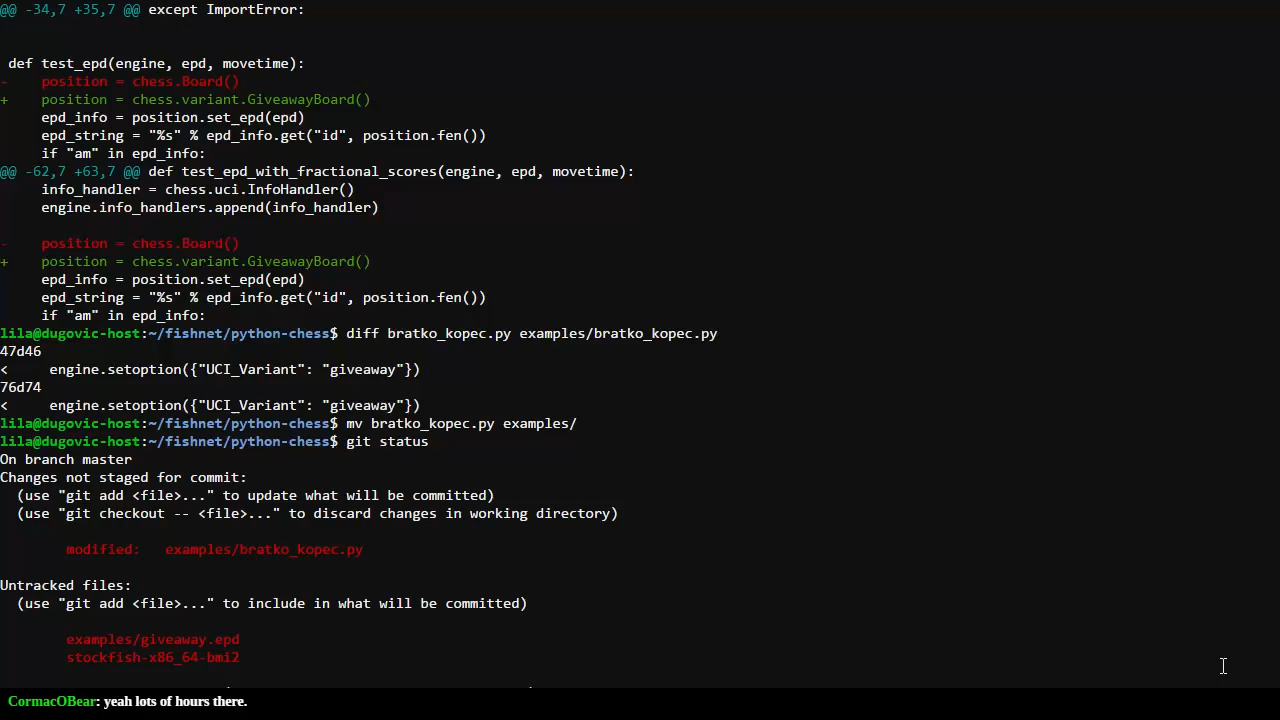 @@ -34,7 +35,7 @@ except ImportError:
def test_epd(engine, epd, movetime):
-    position = chess.Board()
+    position = chess.variant.GiveawayBoard()
epd_info = position.set_epd(epd)
epd_string = "%s" % epd_info.get("id", position.fen())
if "am" in epd_info:
@@ -62,7 +63,7 @@ def test_epd_with_fractional_scores(engine, epd, movetime):
info_handler = chess.uci.InfoHandler()
engine.info_handlers.append(info_handler)
-    position = chess.Board()
+    position = chess.variant.GiveawayBoard()
epd_info = position.set_epd(epd)
epd_string = "%s" % epd_info.get("id", position.fen())
if "am" in epd_info:
lila@dugovic-host:~/fishnet/python-chess$ diff bratko_kopec.py examples/bratko_kopec.py
47d46
<     engine.setoption({"UCI_Variant": "giveaway"})
76d74
<     engine.setoption({"UCI_Variant": "giveaway"})
lila@dugovic-host:~/fishnet/python-chess$ mv bratko_kopec.py examples/
lila@dugovic-host:~/fishnet/python-chess$ git status
On branch master
Changes not staged for commit:
(use "git add <file>..." to update what will be committed)
(use "git checkout -- <file>..." to discard changes in working directory)
modified:   examples/bratko_kopec.py
Untracked files:
(use "git add <file>..." to include in what will be committed)
examples/giveaway.epd
stockfish-x86_64-bmi2
CormacOBear: yeah lots of hours there.